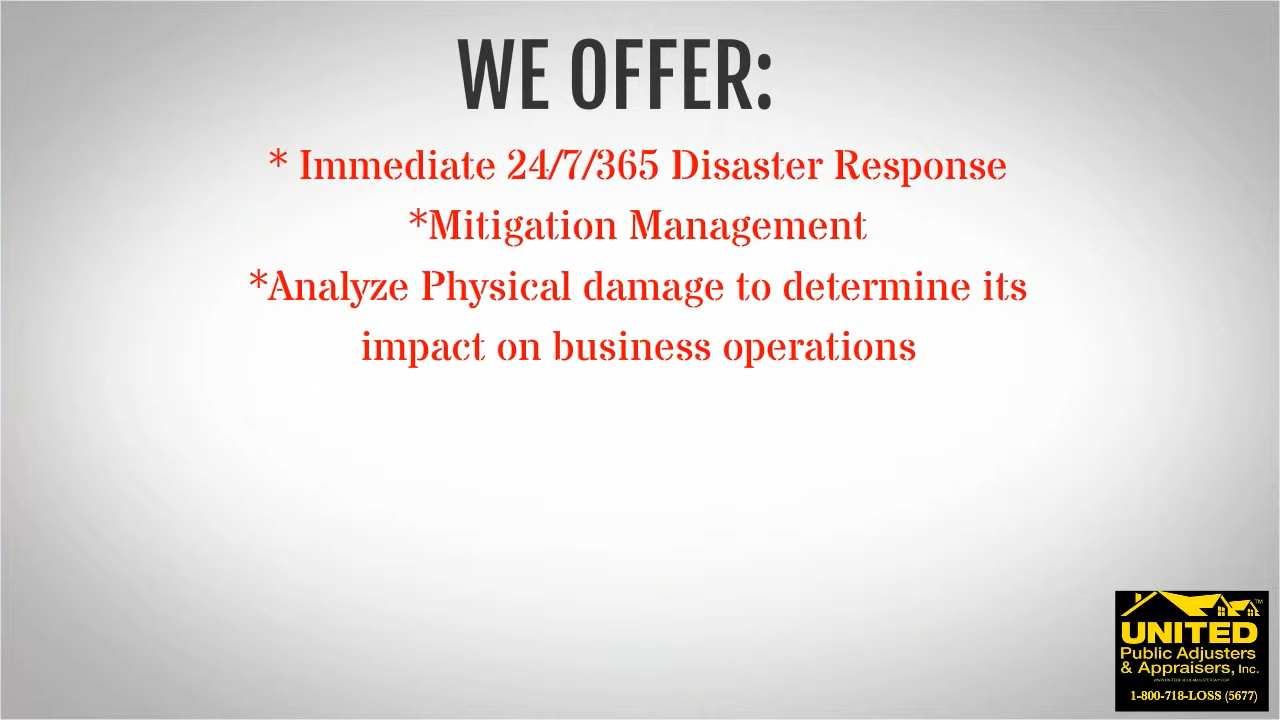 WE OFFER:
* Immediate 24/7/365 Disaster Response
*Mitigation Management
*Analyze Physical damage to determine its
impact on business operations
TM
UNITED
Public Adjusters
& Appraisers, Inc.
1-800-718-LOSS (5677)